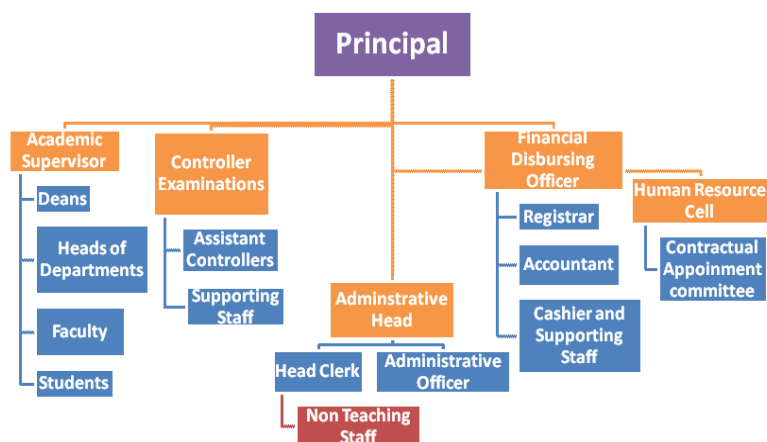 Principal
Academic
Supervisor
Deans
Heads of
Departments
Faculty
Students
Controller
Examinations
Assistant
Controllers
Supporting
Staff
Adminstrative
Head
Head Clerk
Non Teaching
Staff
Administrative
Officer
Financial
Disbursing
Officer
Registrar
Accountant
Cashier and
Supporting
Staff
Human Resource
Cell
Contractual
Appoinment
committee